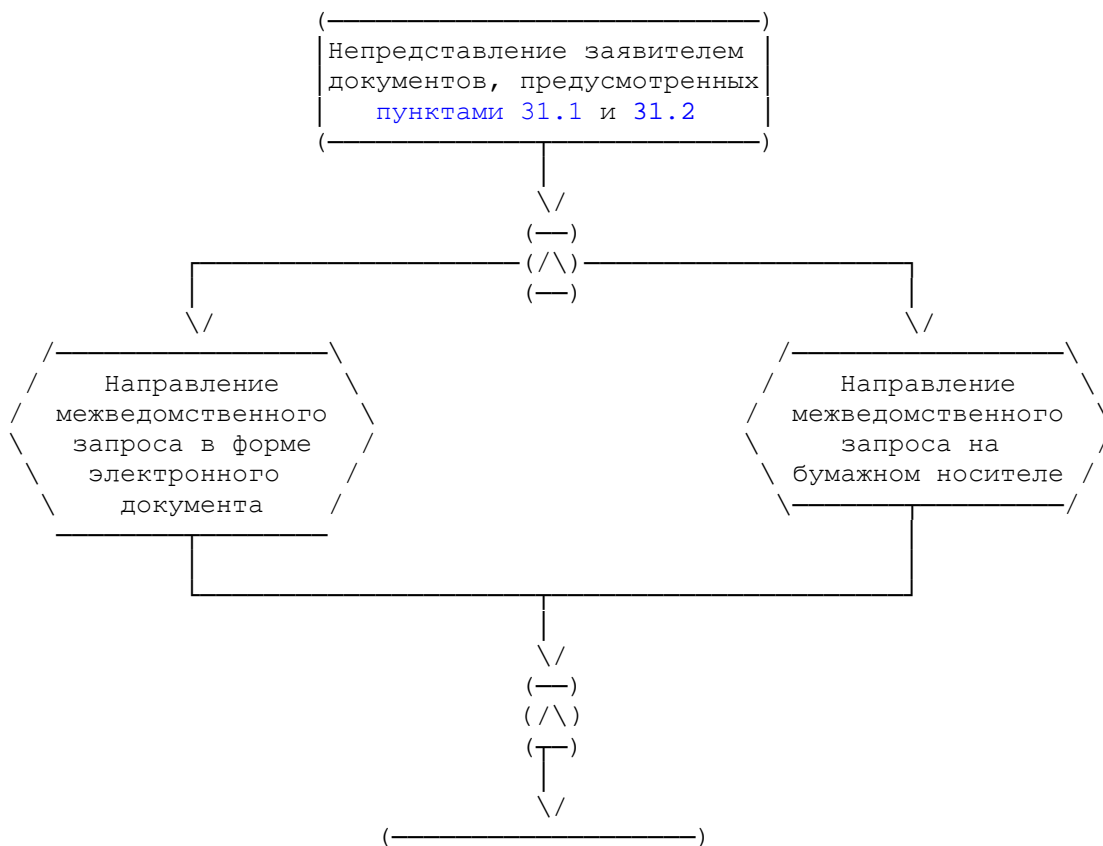 Непредставление заявителем
документов, предусмотренных
пунктами 31.1 и 31.2
Направление
межведомственного
запроса в форме
электронного
документа
Направление
межведомственного
запроса на
бумажном носителе